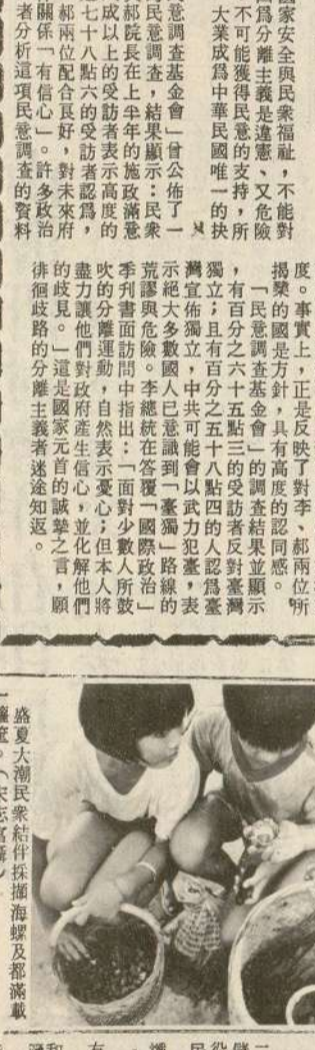 國家安全與民衆福祉，不能對
因爲分離主義是違憲、又危險
不可能獲得民意的支持，所
大業成爲中華民國唯一的抉
意調查基金會」曾公佈了一
民意調查，結果顯示：民衆
郝院長在上半年的施政滿意
成以上的受訪者表示高度的
七十八點六的受訪者認爲，
郝兩位配合良好，對未來府
關係「有信心」。許多政治
者分析這項民意調查的資料
度。事實上，正是反映了對李、郝兩位所
揭櫫的國是方針，具有高度的認同感。
「民意調查基金會」的調查結果並顯示
，有百分之六十五點三的受訪者反對臺灣
獨立；且有百分之五十八點四的人認爲臺
灣宣佈獨立，中共可能會以武力犯臺，表
示絕大多數國人已意識到「臺獨」路線的
荒謬與危險。李總統在答覆「國際政治」
季刊書面訪問中指出：「面對少數人所鼓
吹的分離運動，自然表示憂心；但本人將
盡力讓他們對政府產生信心，並化解他們
的歧見。」這是國家元首的誠摯之言，願
徘徊歧路的分離主義者迷途知返。
盛夏大潮民衆結伴採擷海螺及都滿載